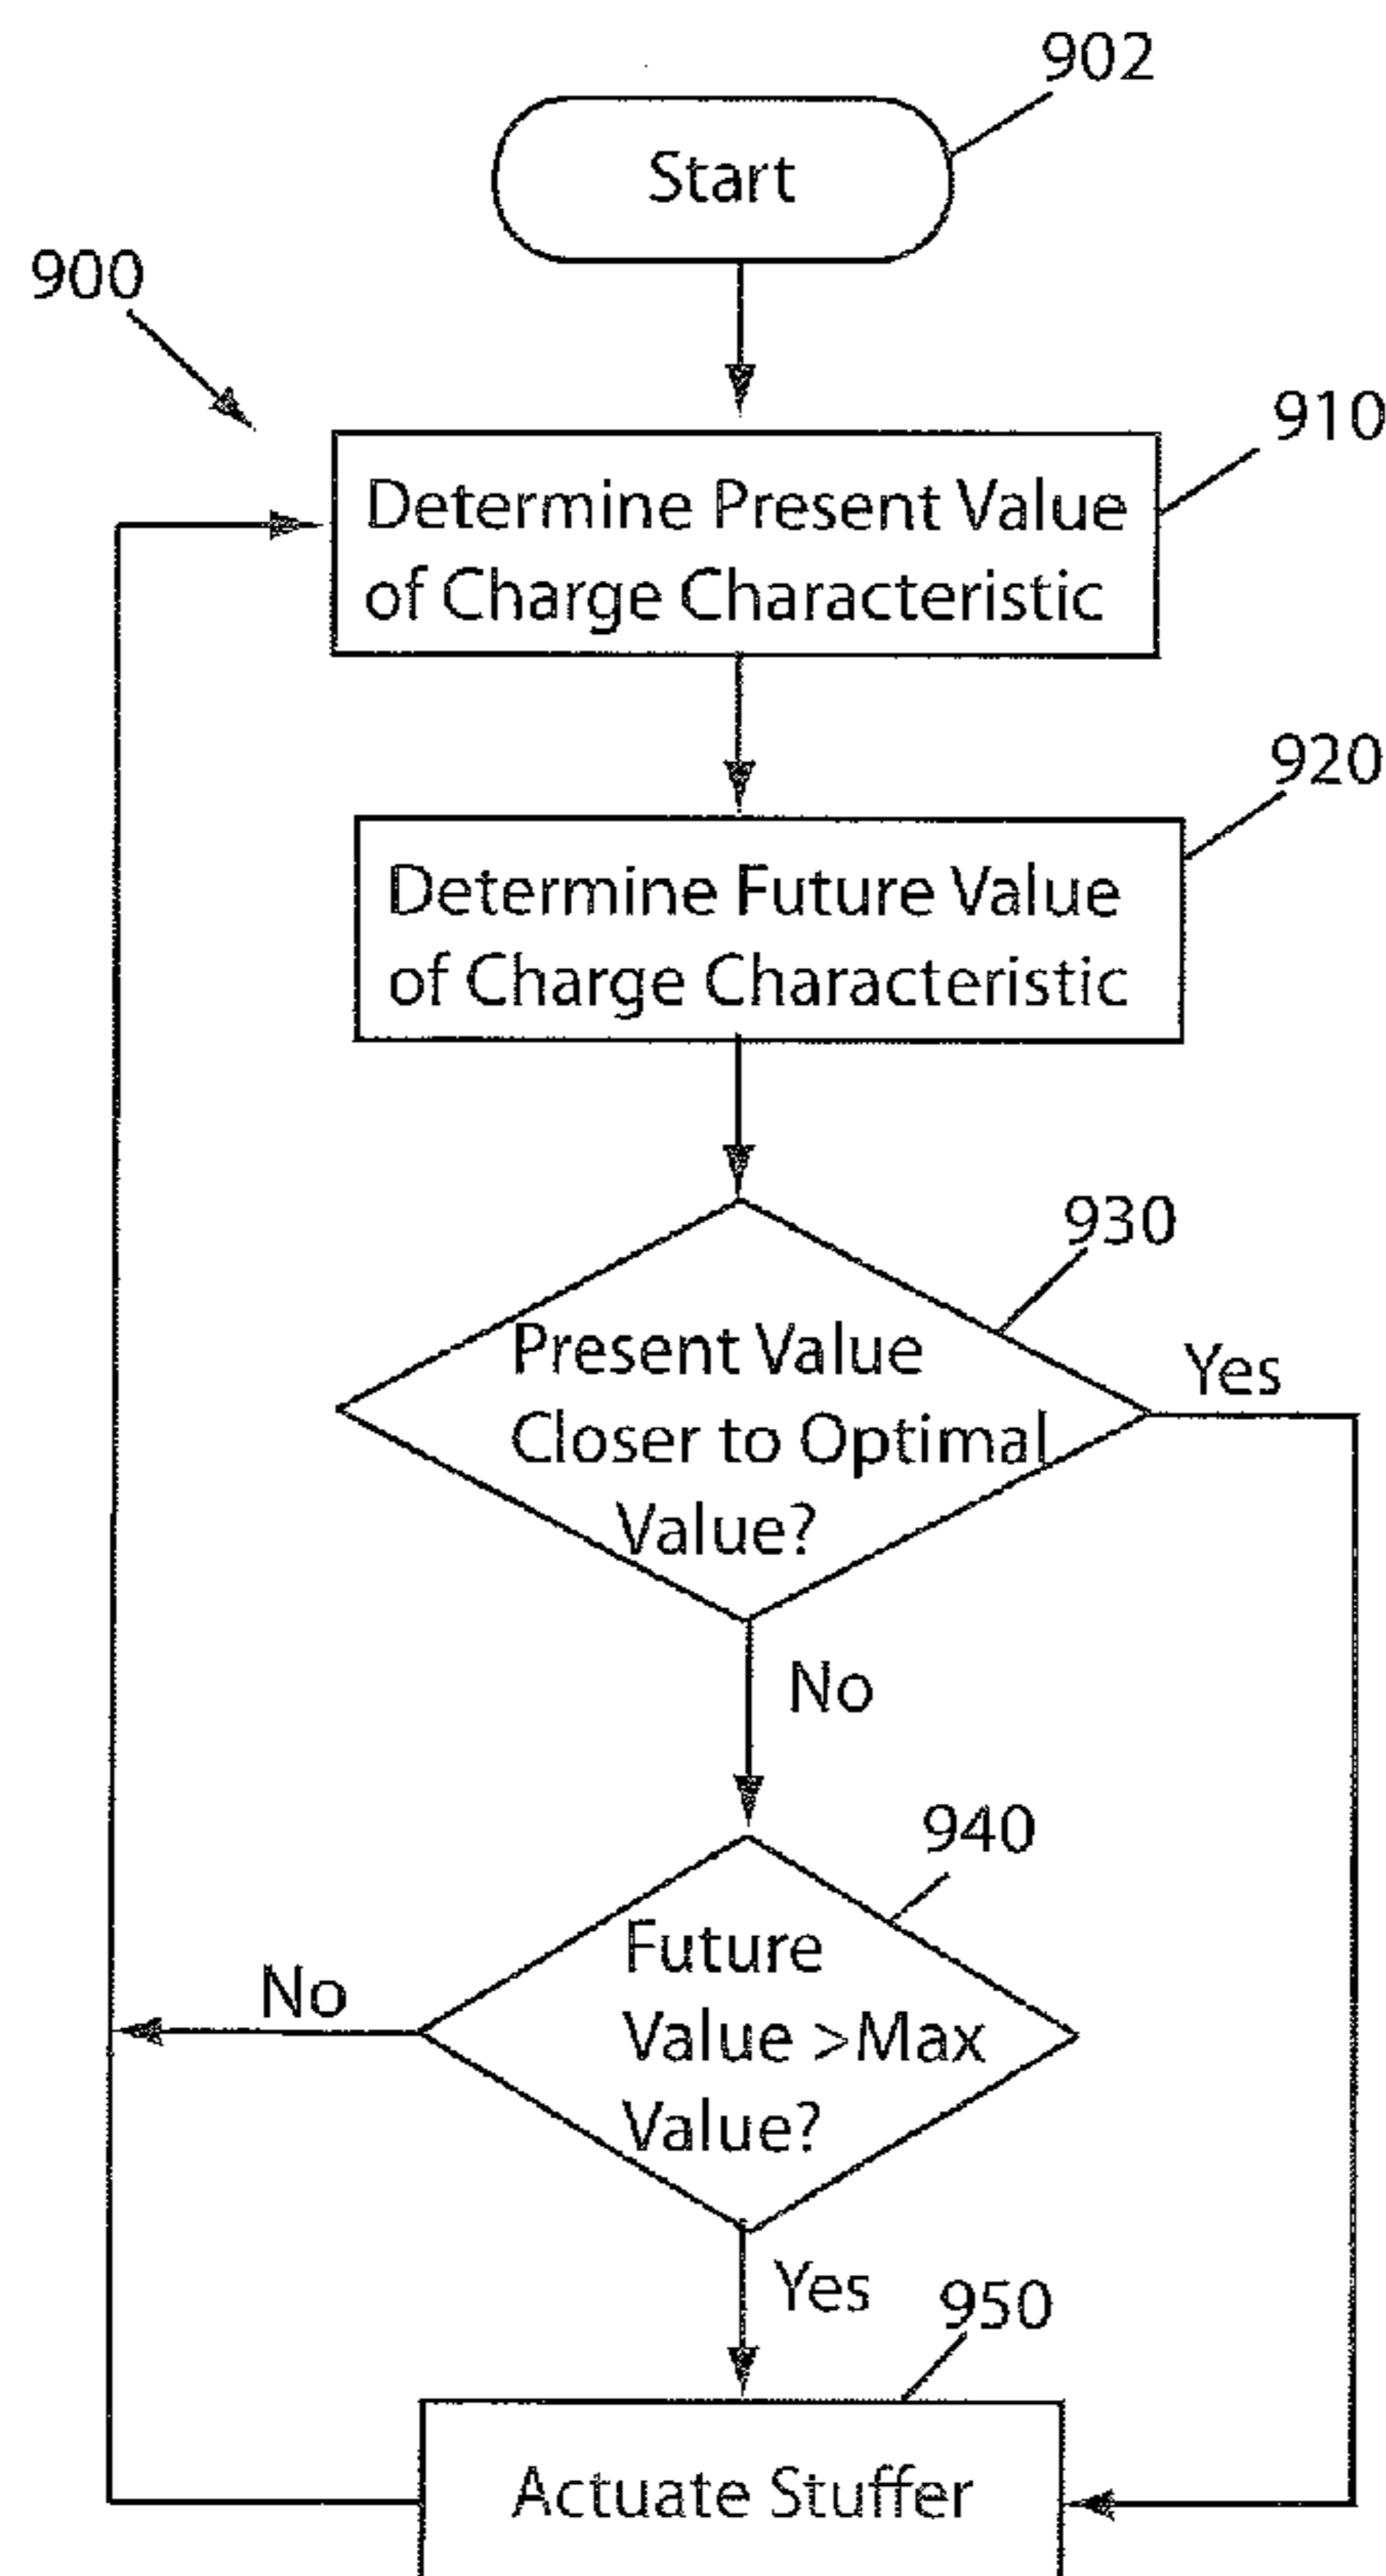 902
Start
900
910
Determine Present Value
of Charge Characteristic
920
Determine Future Value
of Charge Characteristic
930
Present Value
Closer to Optimal
Value?
Yes
No
940
Future
Value >Max
Value?
No
Yes
950
Actuate Stuffer